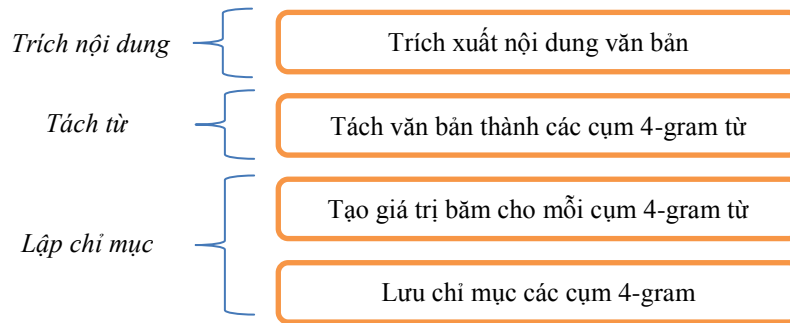 Trích nội dung
Trích xuất nội dung văn bản
Tách từ
Tách văn bản thành các cụm 4-gram từ
Lập chỉ mục
Tạo giá trị băm cho mỗi cụm 4-gram từ
Lưu chỉ mục các cụm 4-gram